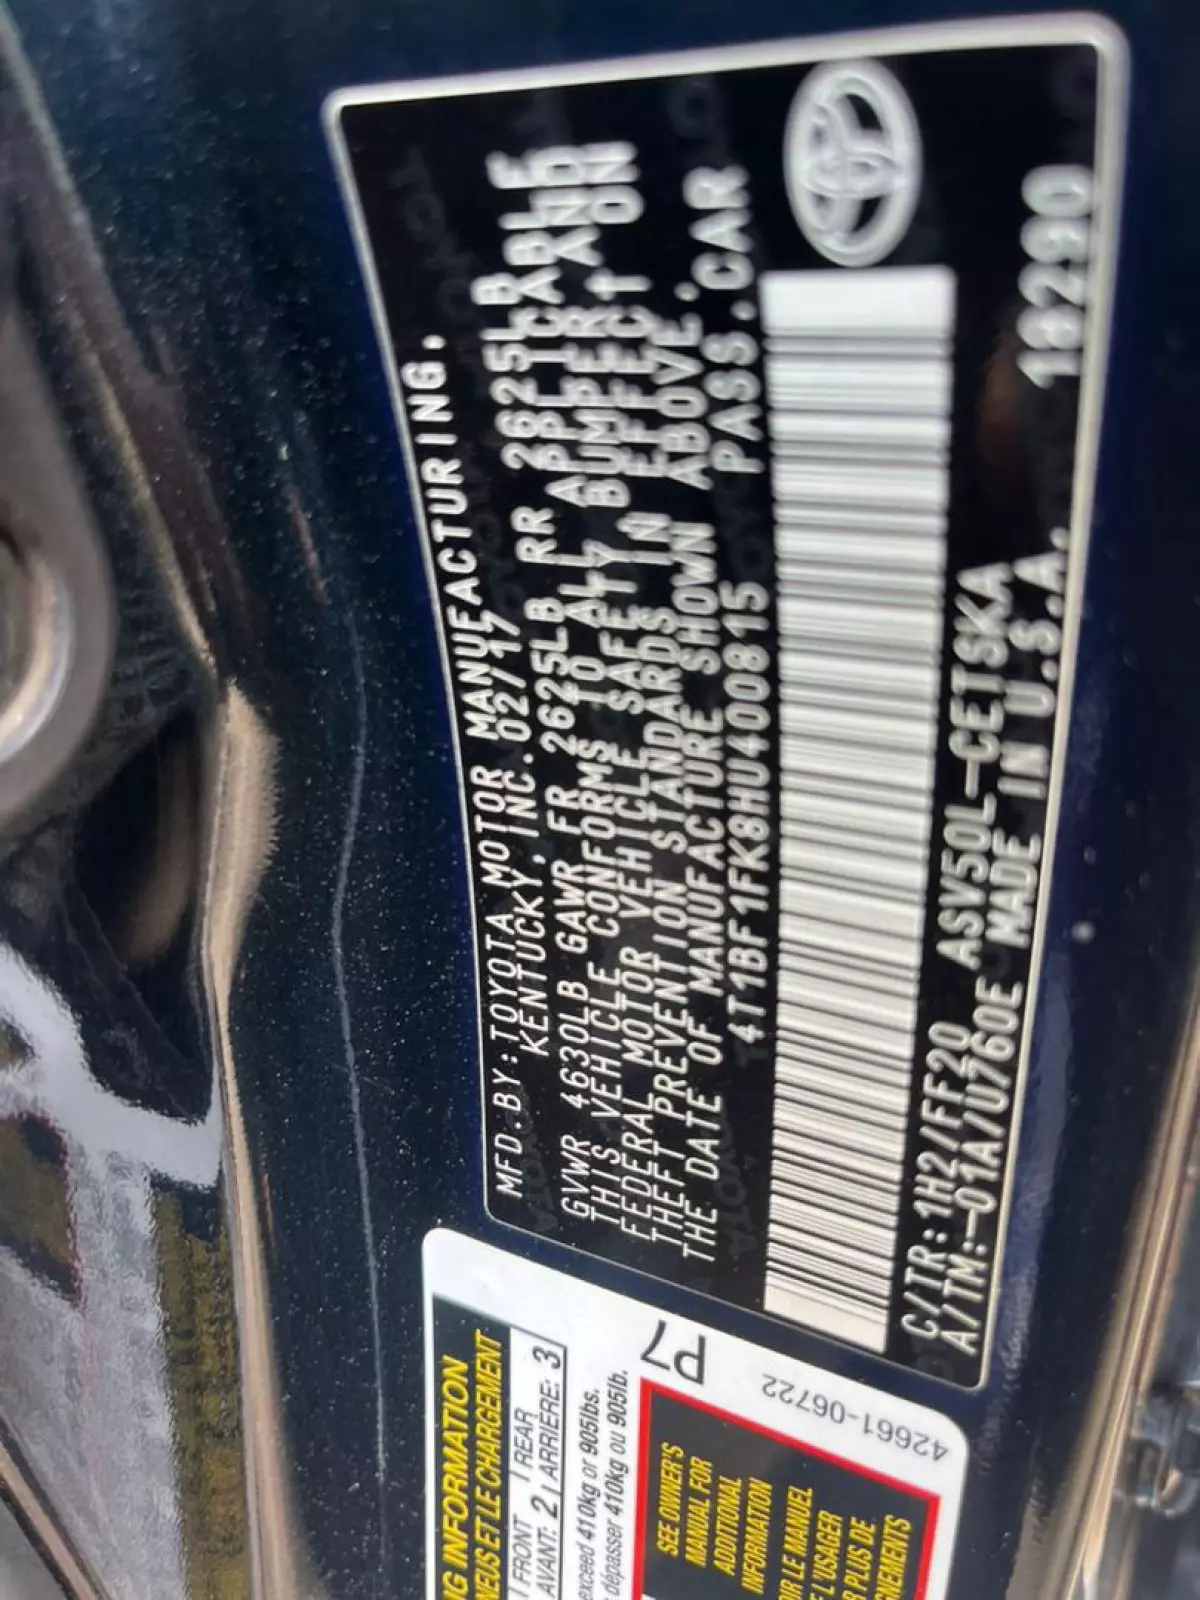 MFD.BY:TOYOTA MOTOR MANUFACTURING.
KENTUCKY,INC.02/17
GVWR 4630LB GAWR FR 2625LB RR 2625LB
THIS VEHICLE CONFORMS TO ALL APPLICABLE
FEDERAL MOTOR VEHICLE SAFETY, BUMPER, AND
THEFT PREVENTION STANDARDS IN EFFECT ON
THE DATE OF MANUFACTURE SHOWN ABOVE.
4T1BF1FK8HU400815 PASS.CAR
C/TR:1H2/FF20 ASV50L-CETSKA
A/TM:-01A/U760E MADE IN U.S.A. 18290
NG INFORMATION
NEUS ET LE CHARGEMENT
FRONT REAR
AVANT: 2 ARRIÈRE: 3
exceed 410kg or 905lbs.
dépasser 410kg ou 905lb.
P7
42661-06722
SEE OWNER'S
MANUAL FOR
ADDITIONAL
INFORMATION
OIR LE MANUEL
E L'USAGER
R PLUS DE
GNEMENTS